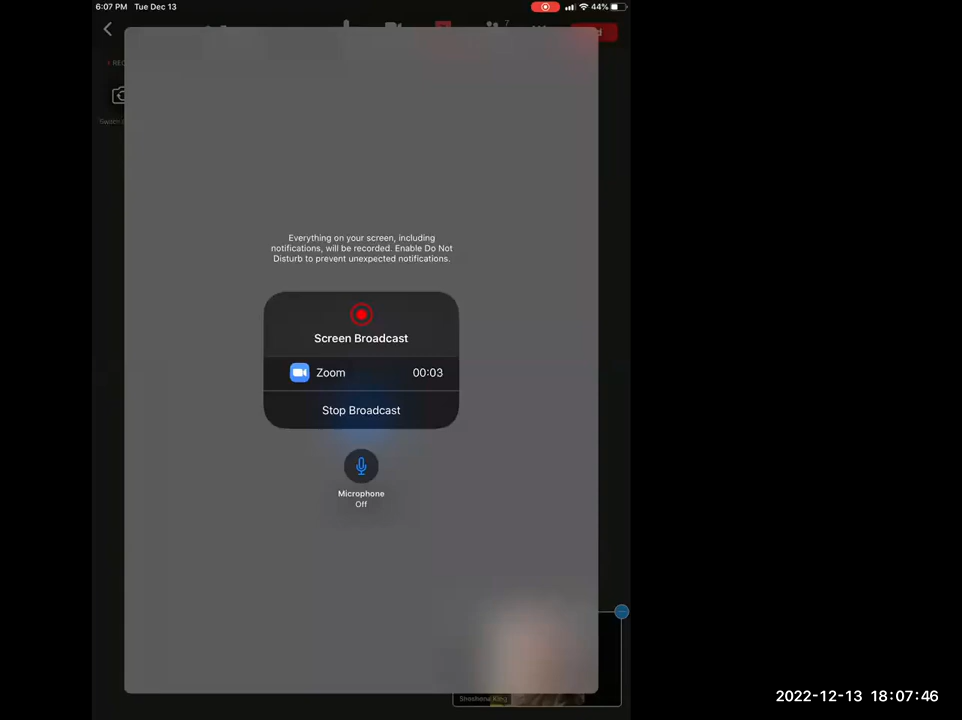 6:07 PM Tue Dec 13
44%
7
Everything on your screen, including
notifications, will be recorded. Enable Do Not
Disturb to prevent unexpected notifications.
Screen Broadcast
Zoom 00:03
Stop Broadcast
Microphone
Off
2022-12-13 18:07:46